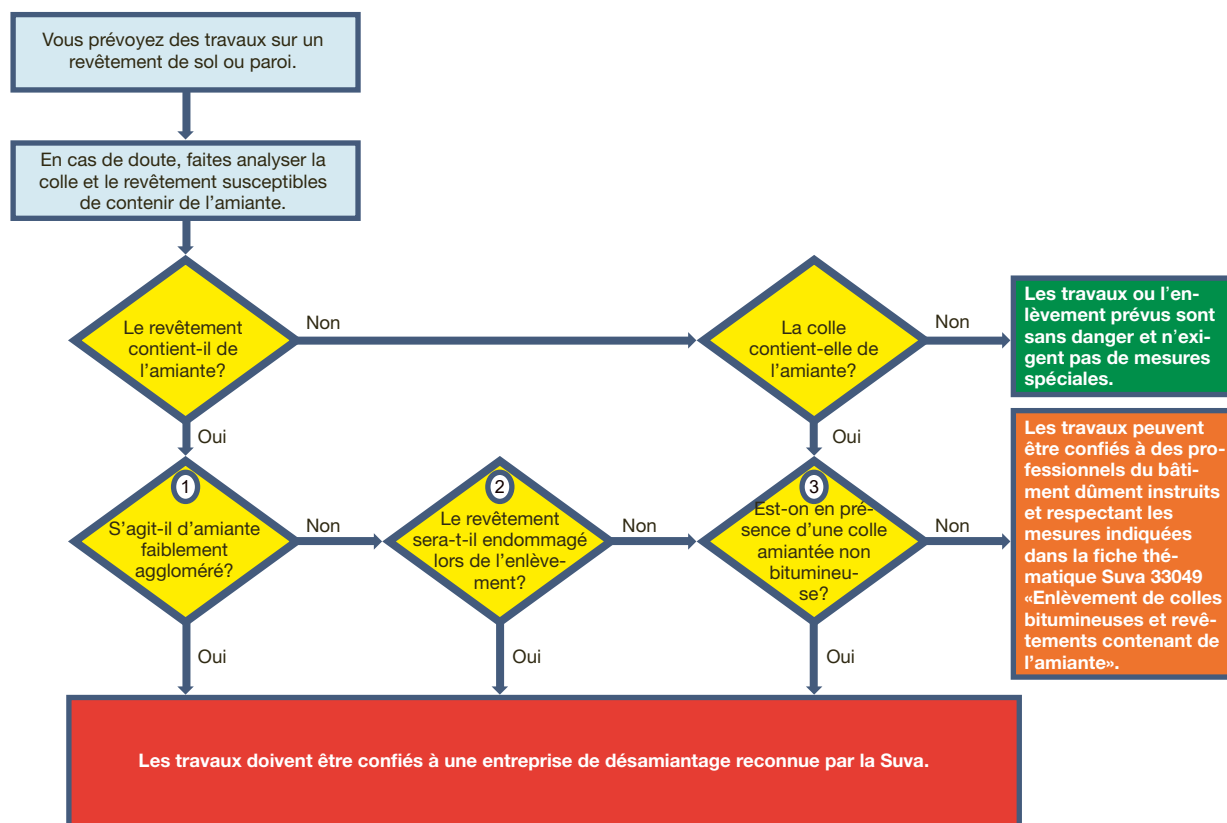 Vous prévoyez des travaux sur un
revêtement de sol ou paroi.
En cas de doute, faites analyser la
colle et le revêtement susceptibles
de contenir de l’amiante.
Le revêtement
contient-il de
l’amiante?
Non
La colle
contient-elle de
l’amiante?
Non
Les travaux ou l’en-
lèvement prévus sont
sans danger et n’exi-
gent pas de mesures
spéciales.
Oui
Oui
1
S’agit-il d’amiante
faiblement
aggloméré?
Non
2
Le revêtement
sera-t-il endommagé
lors de l’enlève-
ment?
Non
3
Est-on en pré-
sence d’une colle
amiantée non
bitumineu-
se?
Non
Les travaux peuvent
être confiés à des pro-
fessionnels du bâti-
ment dûment instruits
et respectant les
mesures indiquées
dans la fiche thé-
matique Suva 33049
«Enlèvement de colles
bitumineuses et revê-
tements contenant de
l’amiante».
Oui
Oui
Oui
Les travaux doivent être confiés à une entreprise de désamiantage reconnue par la Suva.